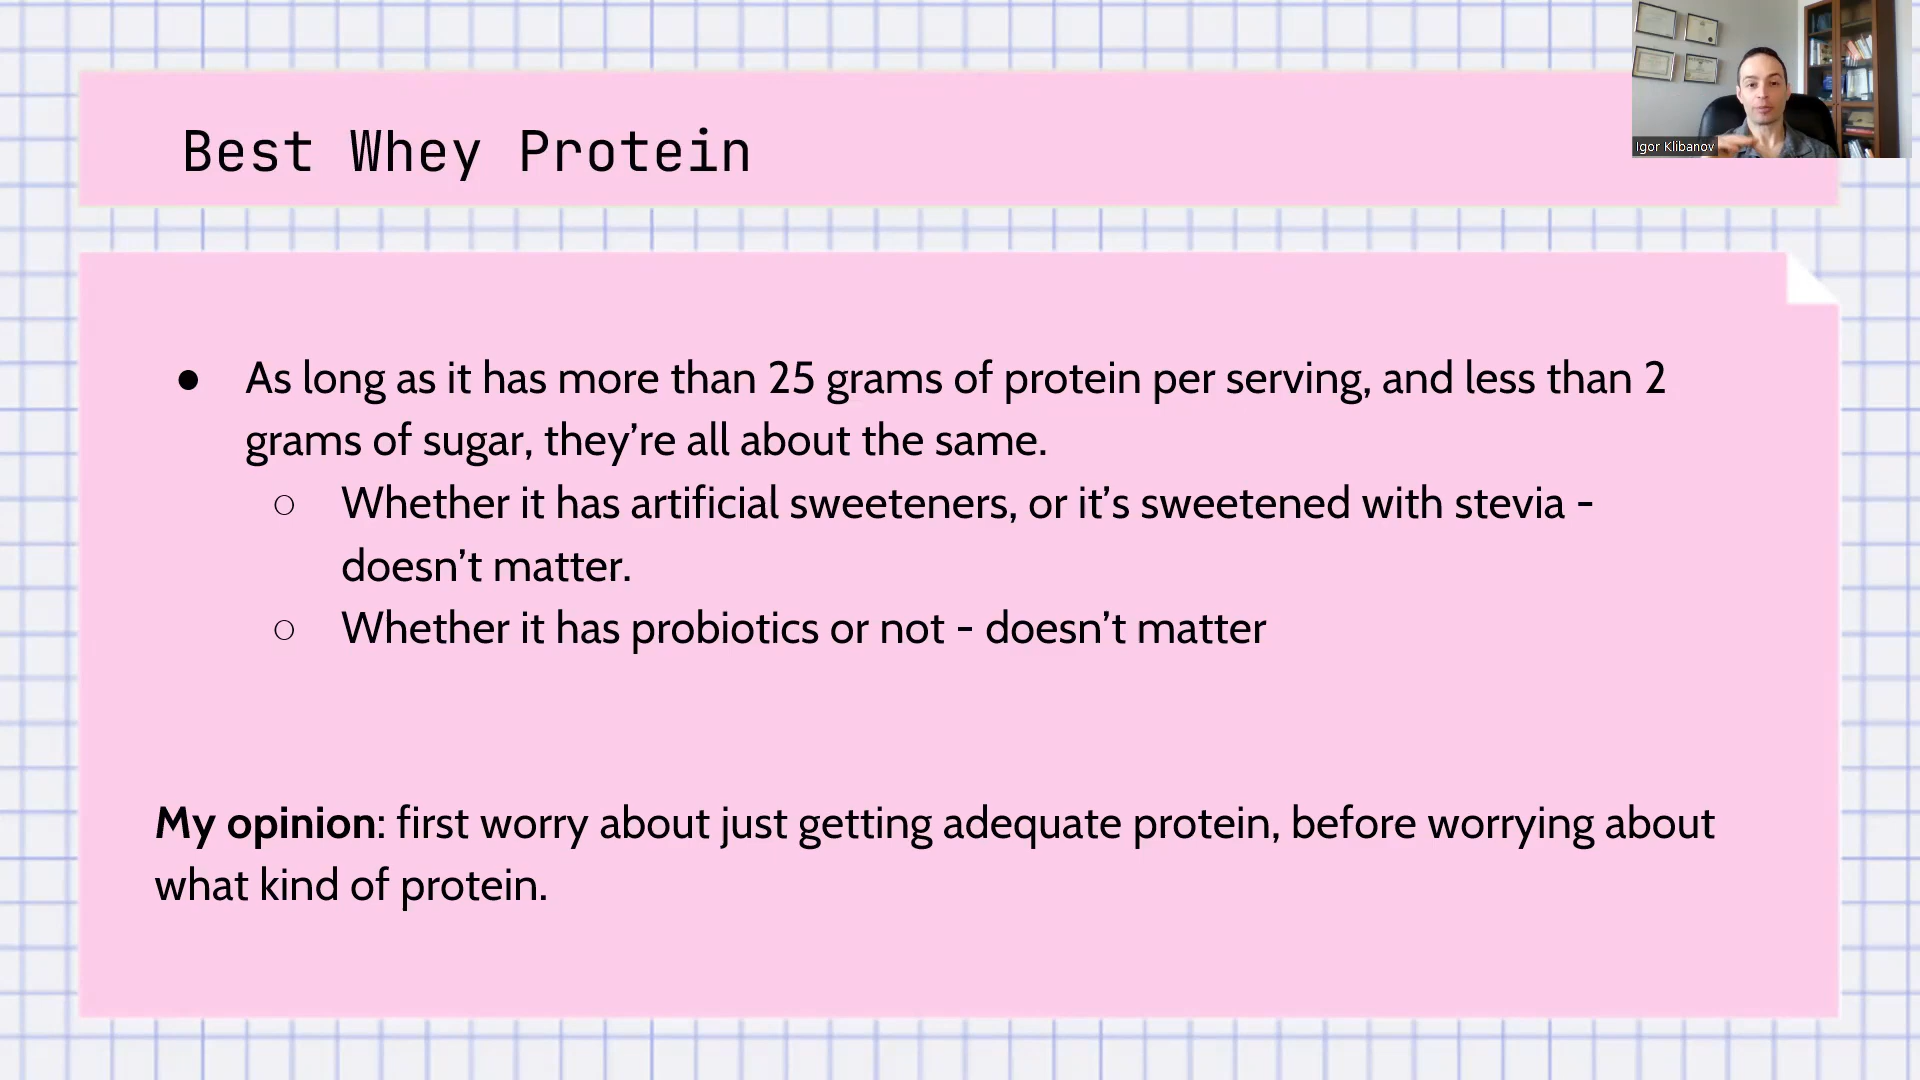 Best Whey Protein
Igor Klibanov
● As long as it has more than 25 grams of protein per serving, and less than 2
grams of sugar, they’re all about the same.
○ Whether it has artificial sweeteners, or it’s sweetened with stevia -
doesn’t matter.
○ Whether it has probiotics or not - doesn’t matter
My opinion: first worry about just getting adequate protein, before worrying about
what kind of protein.